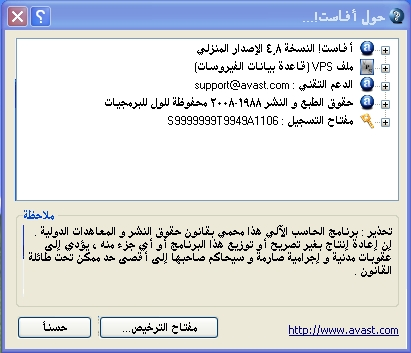 حول أفاست!...
أفاست! النسخة ٤٫٨ الإصدار المنزلي
ملف VPS (قاعدة بيانات الفيروسات)
الدعم التقني : support@avast.com
حقوق الطبع و النشر ١٩٨٨-٢٠٠٨ محفوظة للول للبرمجيات
مفتاح التسجيل : S9999999T9949A1106
ملاحظة
تحذير : برنامج الحاسب الآلي هذا محمي بقانون حقوق النشر و المعاهدات الدولية .
إن إعادة إنتاج بغير تصريح أو توزيع هذا البرنامج أو أي جزء منه ، يؤدي إلى
عقوبات مدنية و إجرامية صارمة و سيحاكم صاحبها إلى أقصى حد ممكن تحت طائلة
القانون .
http://www.avast.com
مفتاح الترخيص...
حسناً